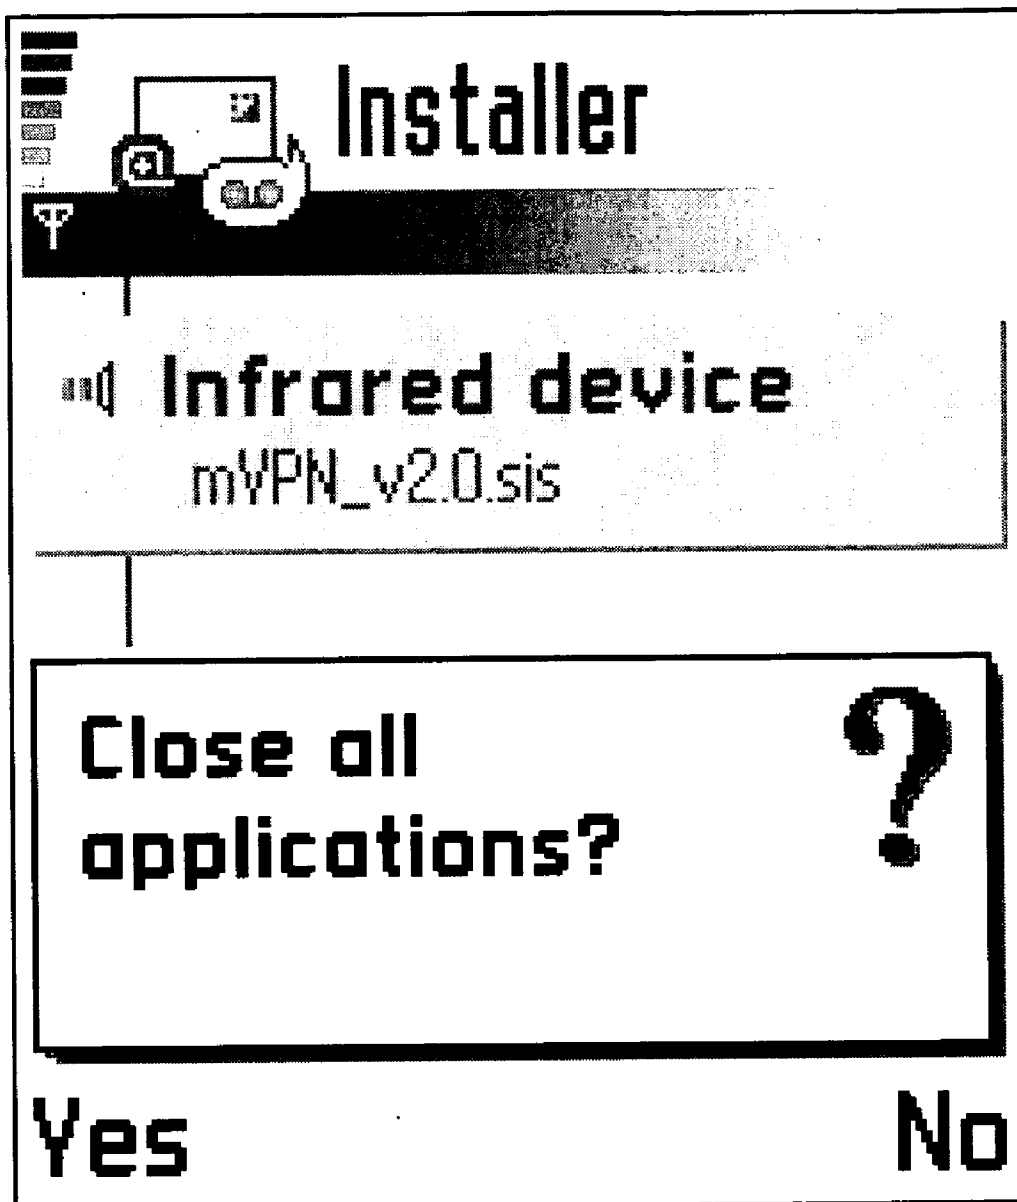 Installer
Infrared device
mVPN_v2.0.sis
Close all
applications?
Yes
No